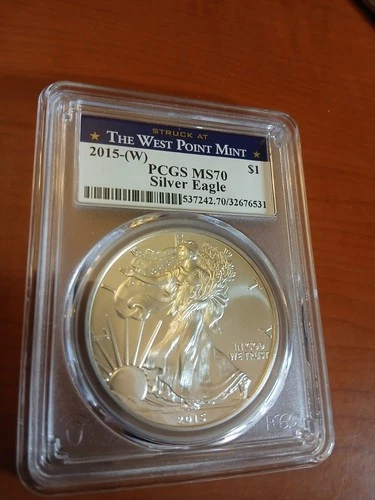 STRUCK AT
THE WEST POINT MINT
2015-(W) $1
PCGS MS70
Silver Eagle
537242.70/32676531
L I Y
IN GOD
WE TRUST
2015